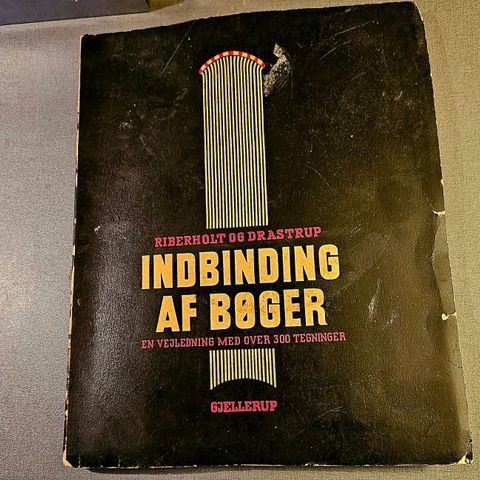 RIBERHOLT OG DRASTRUP
INDBINDING
AF BØGER
EN VEJLEDNING MED OVER 300 TEGNINGER
GJELLERUP